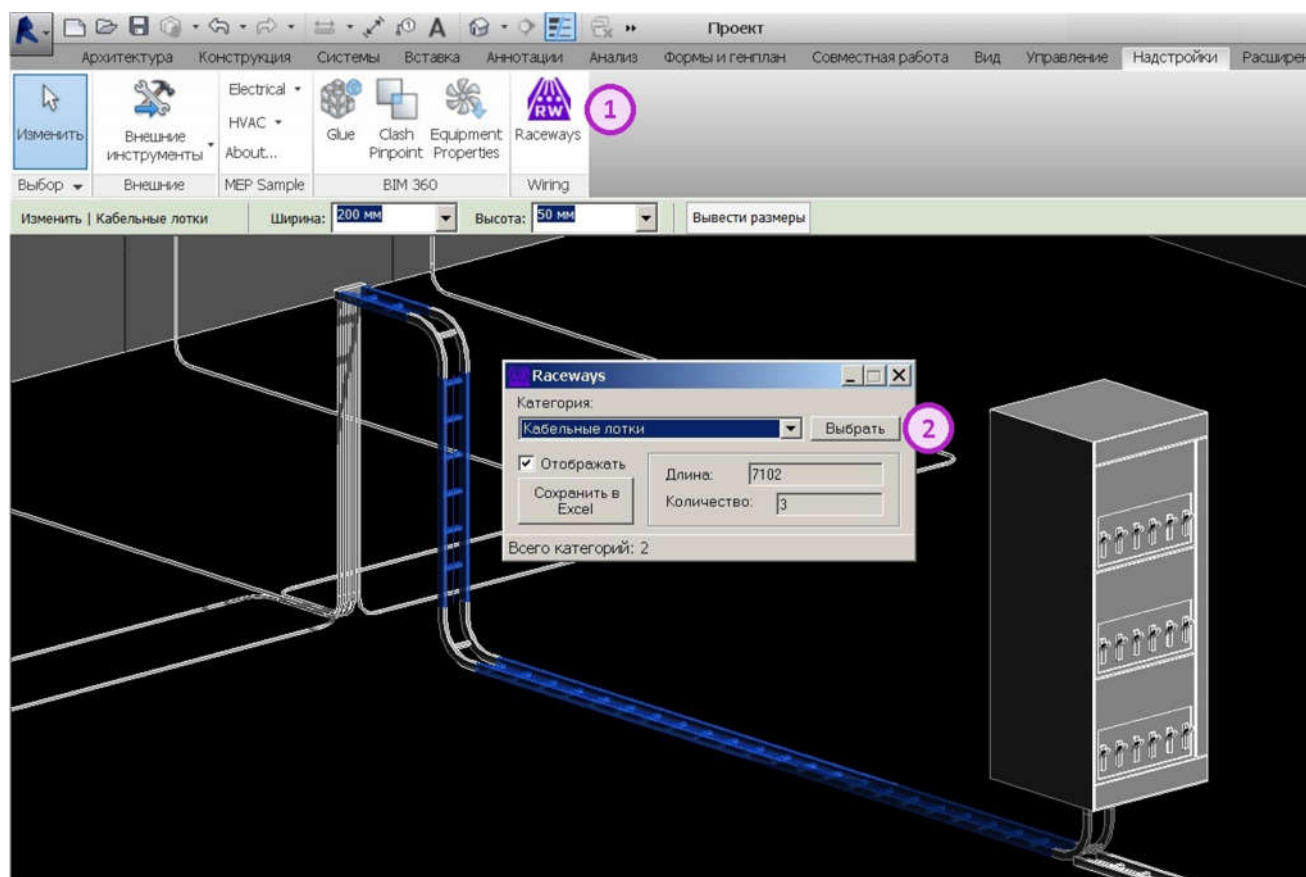 Проект
Архитектура Конструкция Системы Вставка Аннотации Анализ Формы и генплан Совместная работа Вид Управление Надстройки Расширен
Изменить
Внешние
инструменты
Electrical
HVAC
About...
Glue
Clash
Pinpoint
Equipment
Properties
RW
Raceways
1
Выбор Внешние MEP Sample BIM 360 Wiring
Изменить | Кабельные лотки Ширина: 200 мм Высота: 50 мм Вывести размеры
Raceways
Категория:
Кабельные лотки Выбрать 2
Отображать
Сохранить в
Excel
Длина: 7102
Количество: 3
Всего категорий: 2